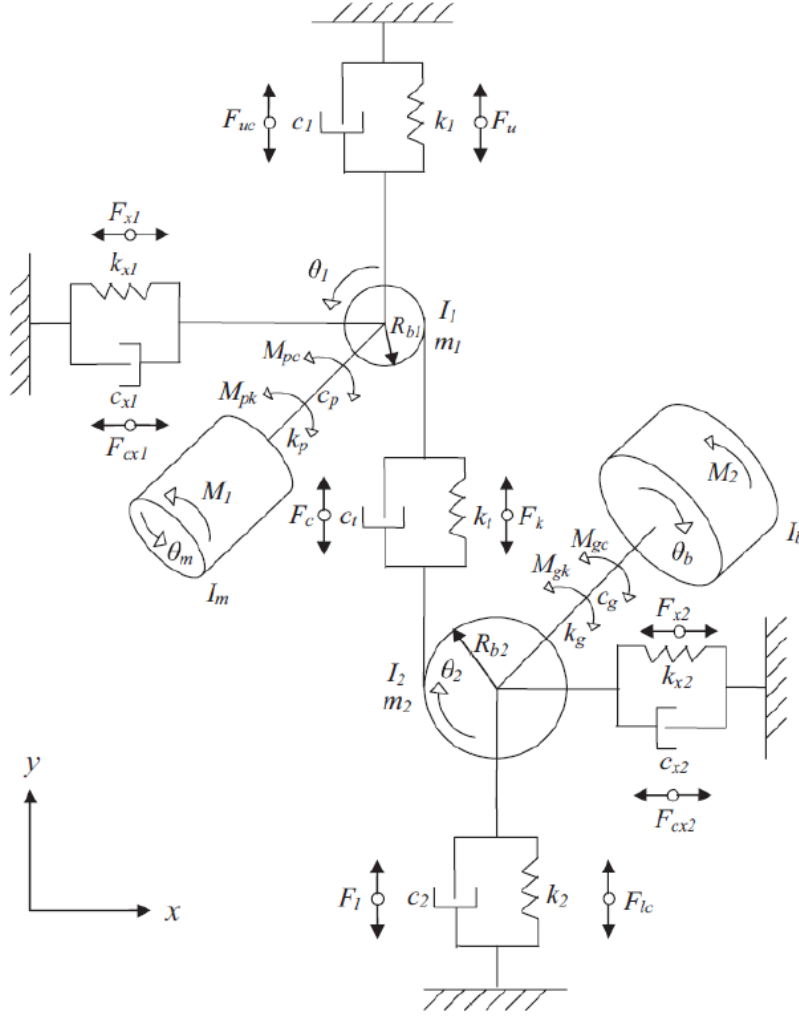 F_uc
c_1
k_1
F_u
F_x1
k_x1
c_x1
F_cx1
θ_1
I_1
m_1
R_b1
M_pc
M_pk
c_p
k_p
M_1
θ_m
I_m
F_c
c_t
k_t
F_k
M_2
θ_b
M_gc
M_gk
c_g
k_g
F_x2
k_x2
c_x2
F_cx2
R_b2
θ_2
I_2
m_2
y
x
F_l
c_2
k_2
F_lc